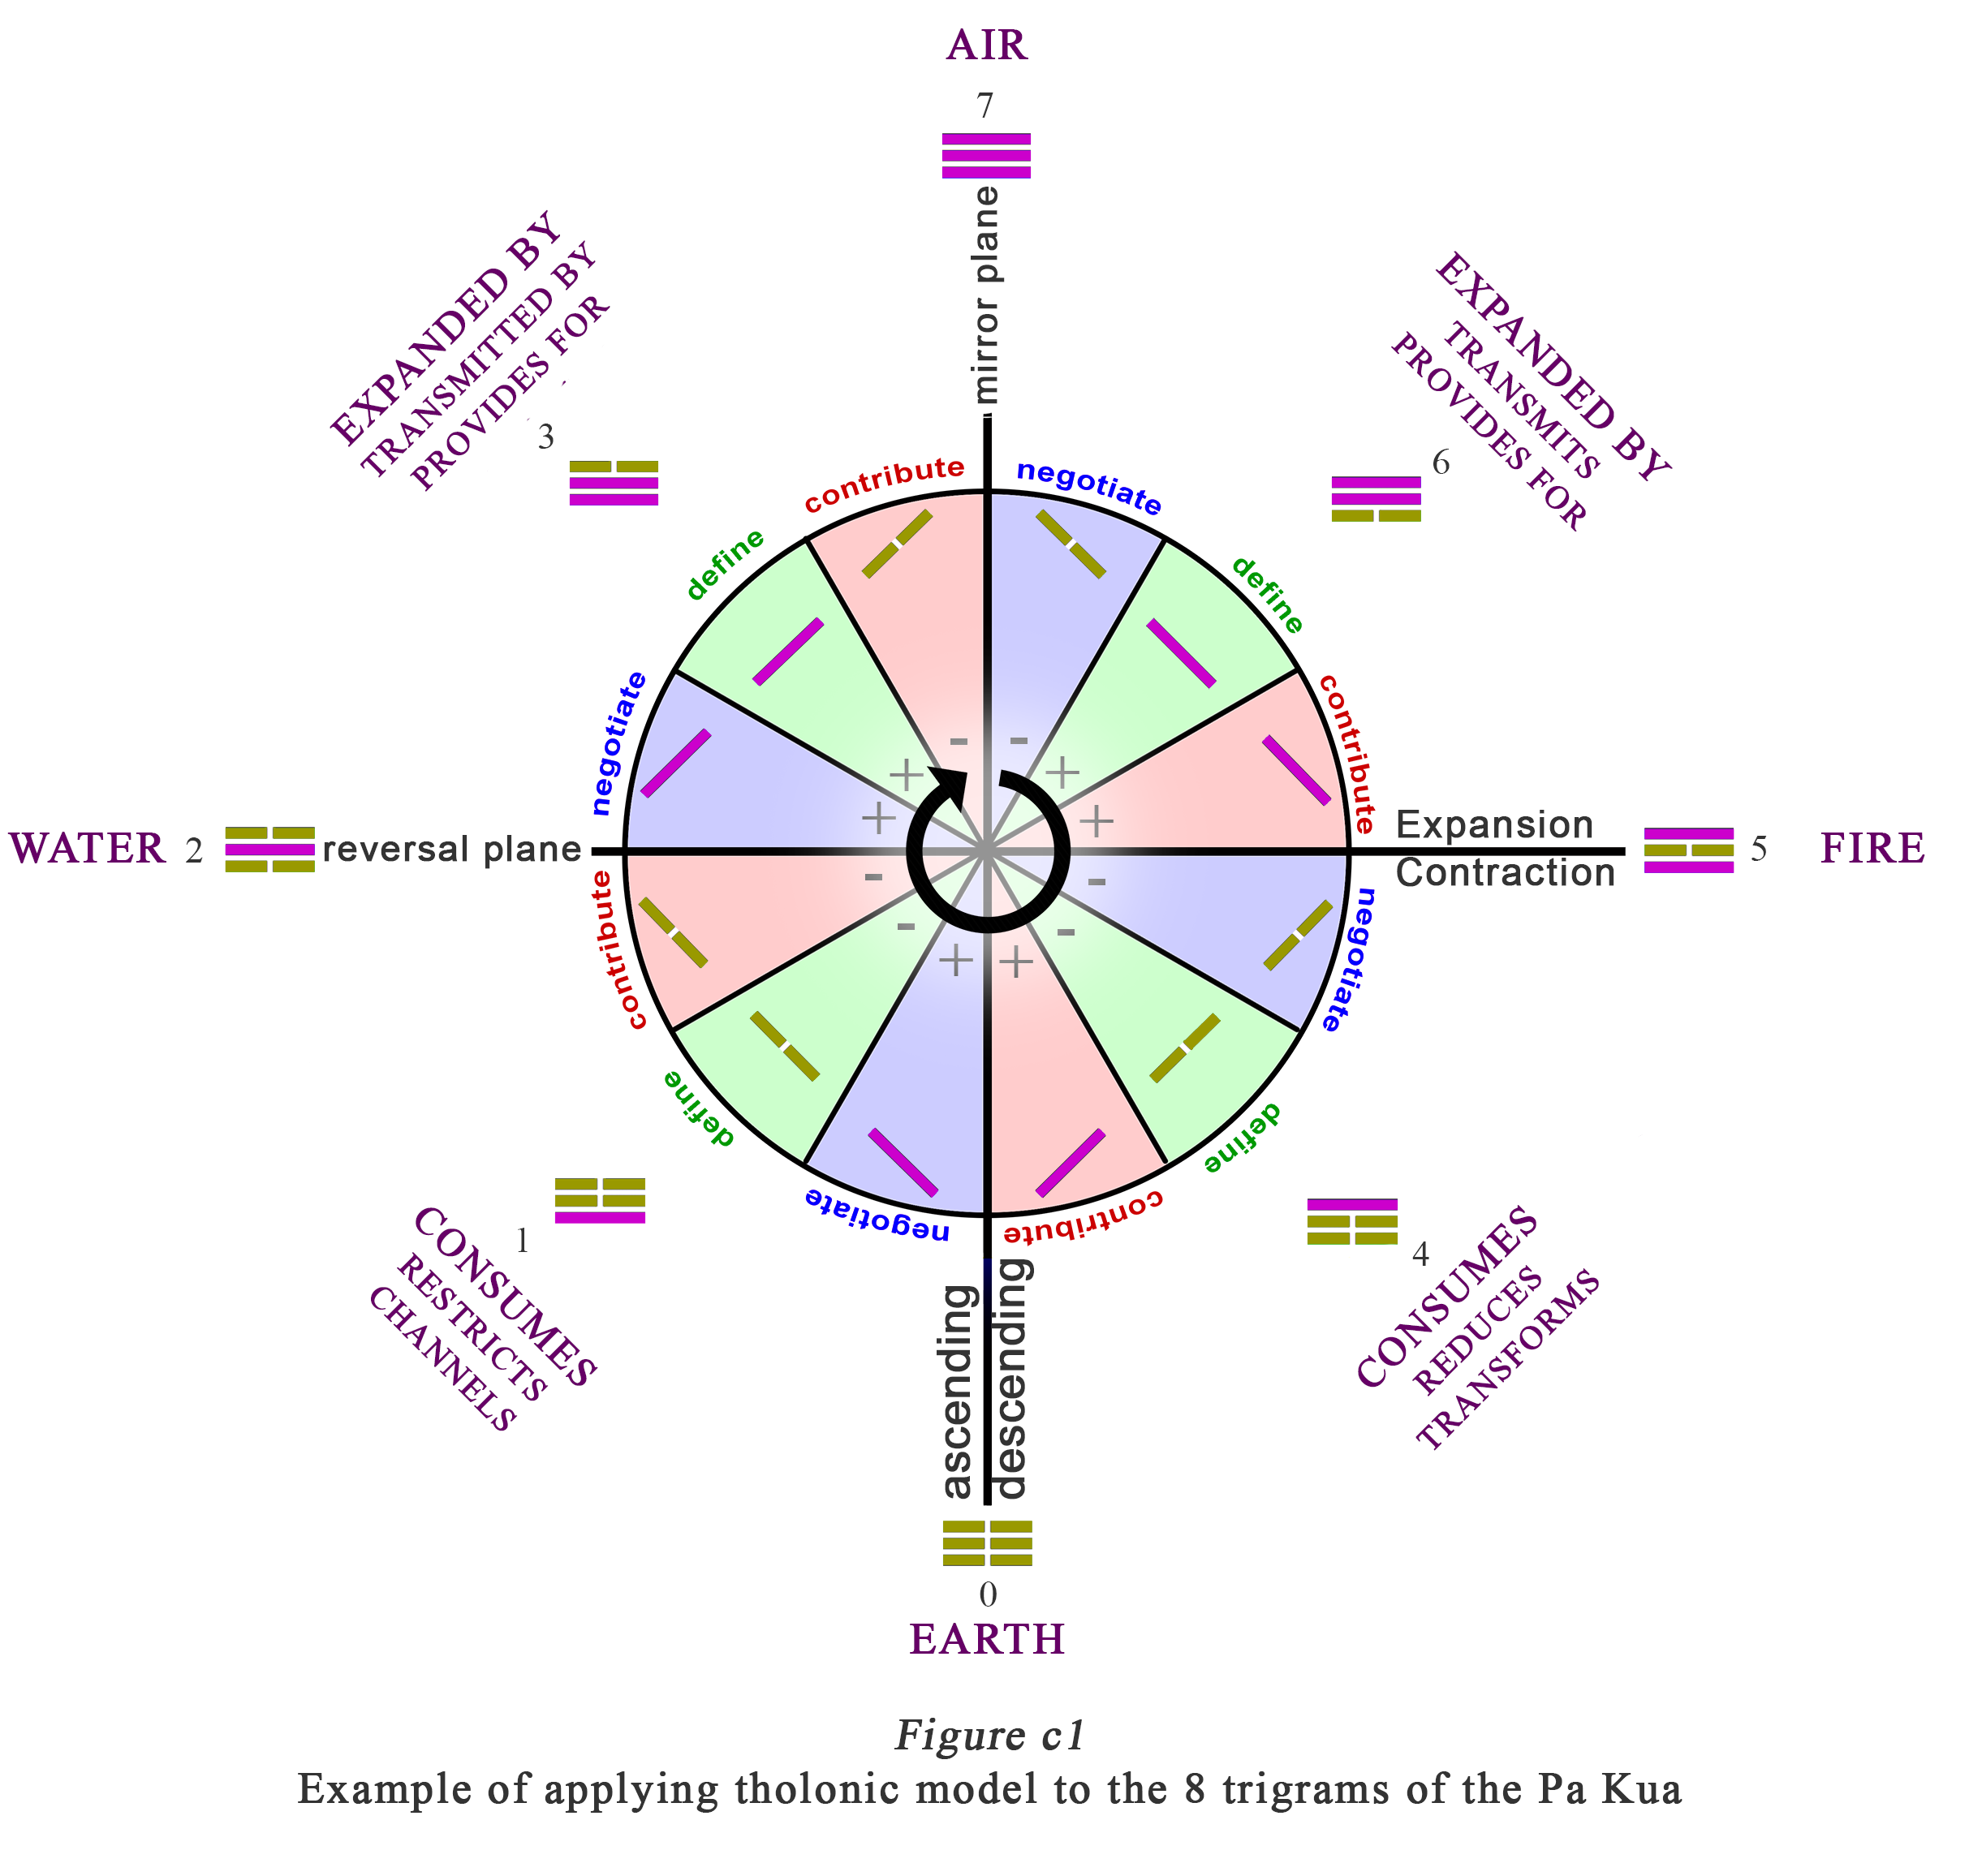 AIR
7
mirror plane
EXPANDED BY
TRANSMITTED BY
PROVIDES FOR
3
EXPANDED BY
TRANSMITS
PROVIDES FOR
6
contribute
negotiate
define
define
negotiate
contribute
- -
+ +
+ +
WATER 2 reversal plane
Expansion
Contraction
5 FIRE
- -
- -
+ +
contribute
negotiate
define
define
negotiate
contribute
1
CONSUMES
RESTRICTS
CHANNELS
4
CONSUMES
REDUCES
TRANSFORMS
ascending
descending
0
EARTH
Figure c1
Example of applying tholonic model to the 8 trigrams of the Pa Kua